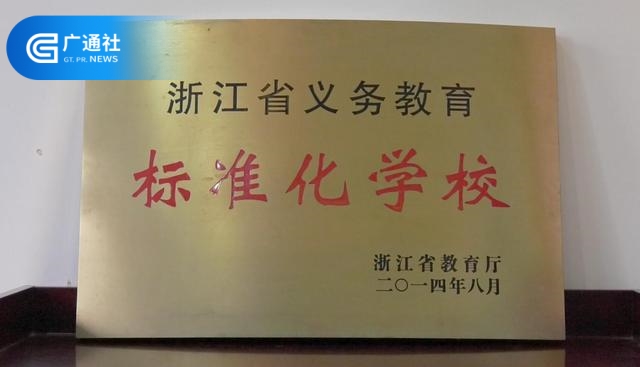 广通社
GT. PR. NEWS
浙江省义务教育
标准化学校
浙江省教育厅
二〇一四年八月